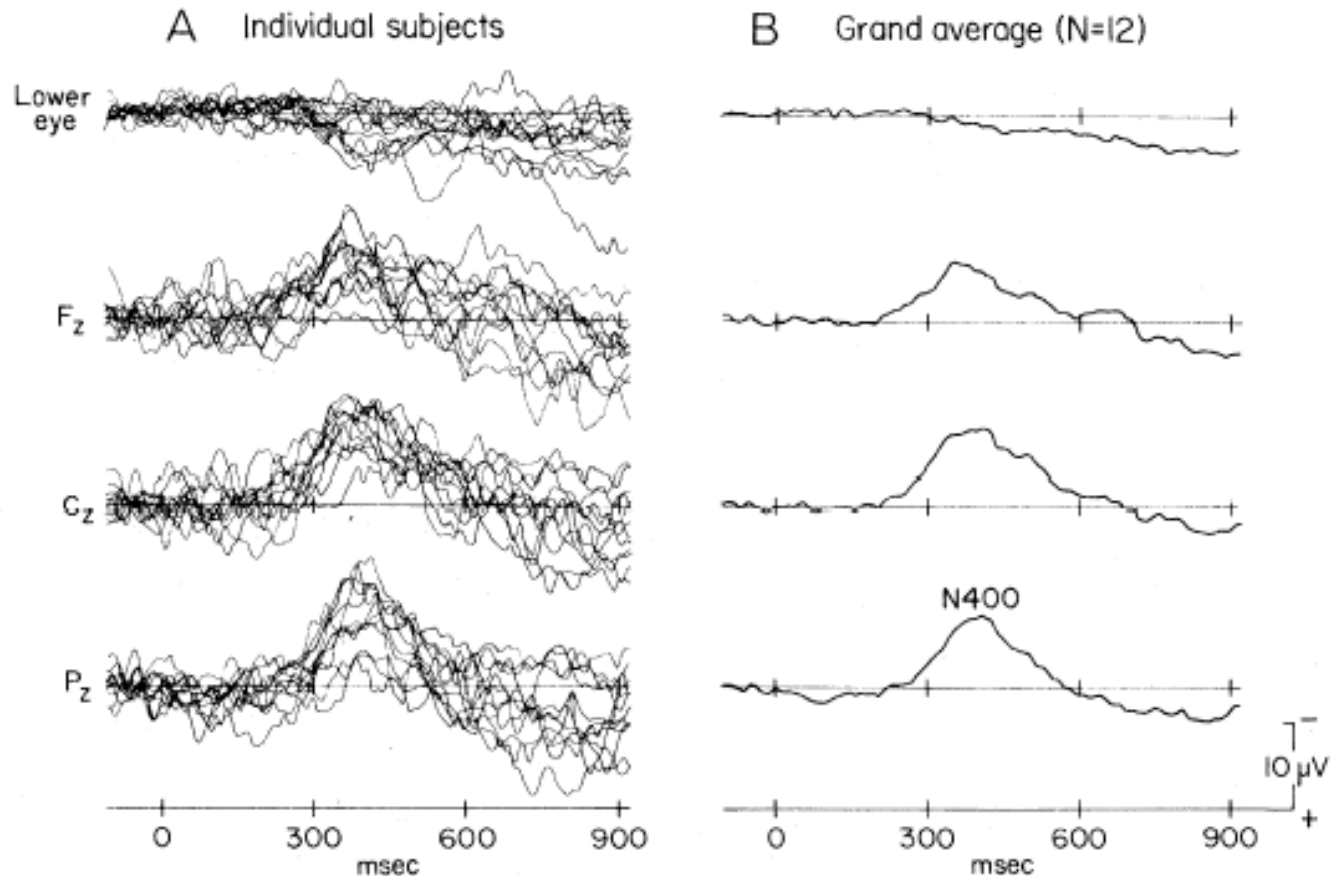 A Individual subjects
B Grand average (N=12)
Lower
eye
Fz
Cz
Pz
N400
−
10 μV
+
0 300 600 900
msec
0 300 600 900
msec